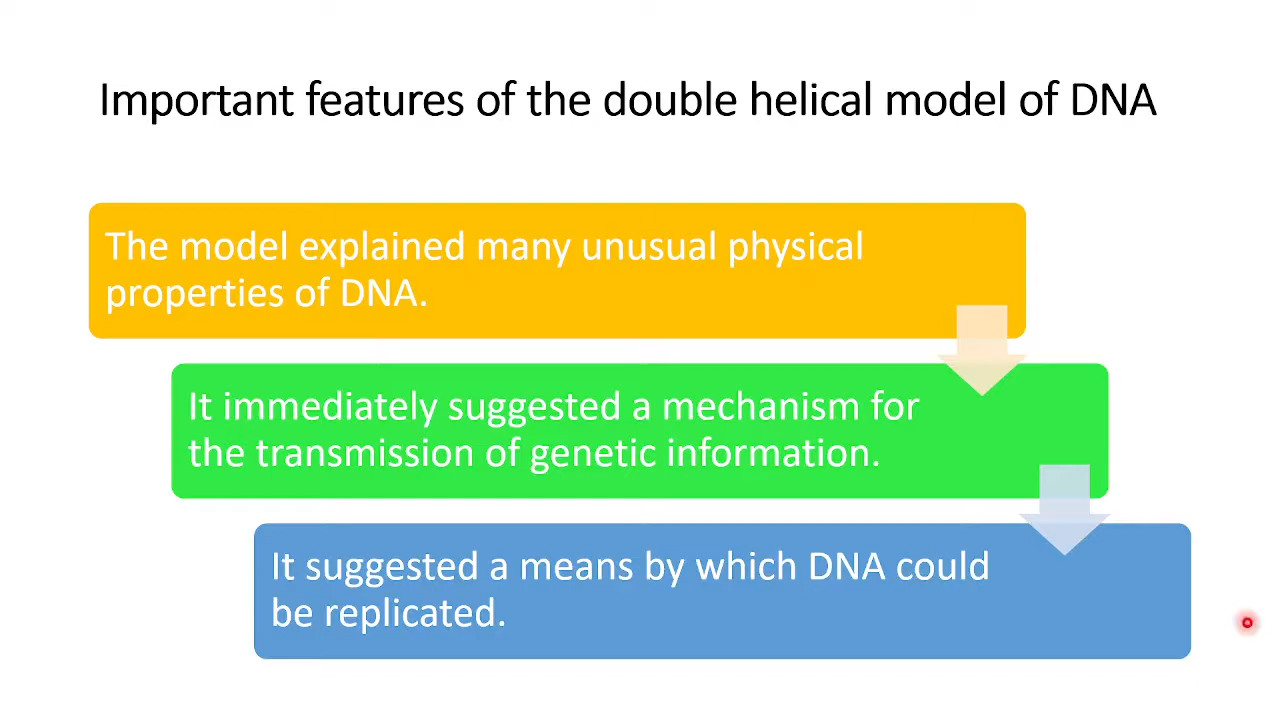 Important features of the double helical model of DNA
The model explained many unusual physical
properties of DNA.
It immediately suggested a mechanism for
the transmission of genetic information.
It suggested a means by which DNA could
be replicated.